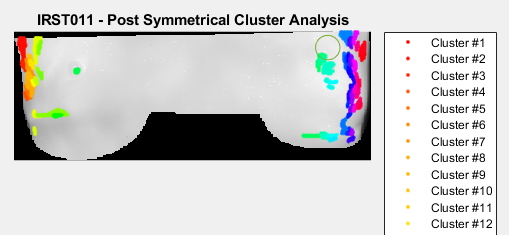 IRST011 - Post Symmetrical Cluster Analysis
Cluster #1
Cluster #2
Cluster #3
Cluster #4
Cluster #5
Cluster #6
Cluster #7
Cluster #8
Cluster #9
Cluster #10
Cluster #11
Cluster #12